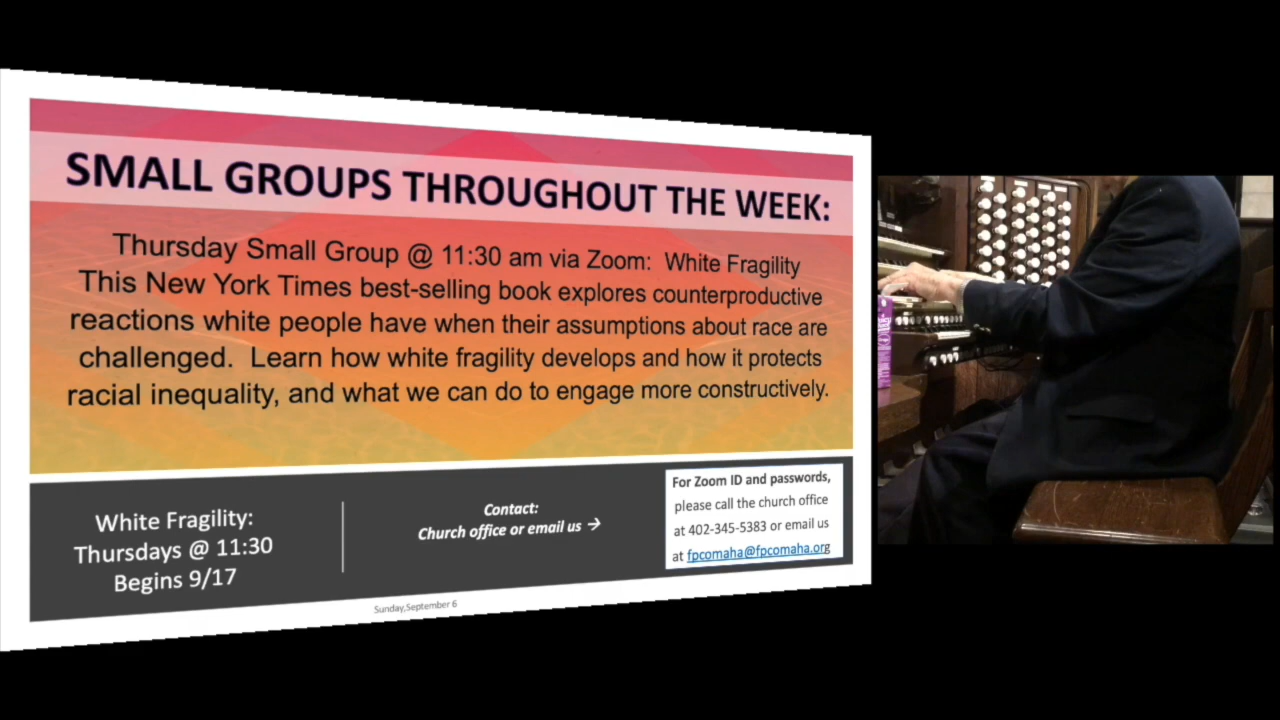 SMALL GROUPS THROUGHOUT THE WEEK:
Thursday Small Group @ 11:30 am via Zoom: White Fragility
This New York Times best-selling book explores counterproductive
reactions white people have when their assumptions about race are
challenged. Learn how white fragility develops and how it protects
racial inequality, and what we can do to engage more constructively.
White Fragility:
Thursdays @ 11:30
Begins 9/17
Contact:
Church office or email us →
For Zoom ID and passwords,
please call the church office
at 402-345-5383 or email us
at fpcomaha@fpcomaha.org
Sunday,September 6